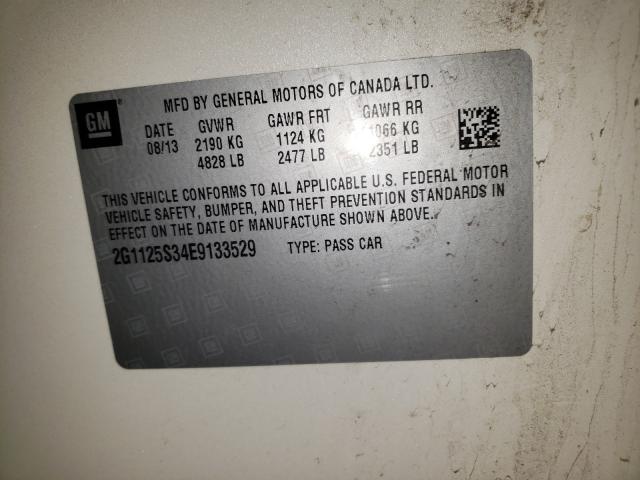 GM
MFD BY GENERAL MOTORS OF CANADA LTD.
DATE GVWR GAWR FRT GAWR RR
08/13 2190 KG 1124 KG 1066 KG
4828 LB 2477 LB 2351 LB
THIS VEHICLE CONFORMS TO ALL APPLICABLE U.S. FEDERAL MOTOR
VEHICLE SAFETY, BUMPER, AND THEFT PREVENTION STANDARDS IN
EFFECT ON THE DATE OF MANUFACTURE SHOWN ABOVE.
2G1125S34E9133529 TYPE: PASS CAR